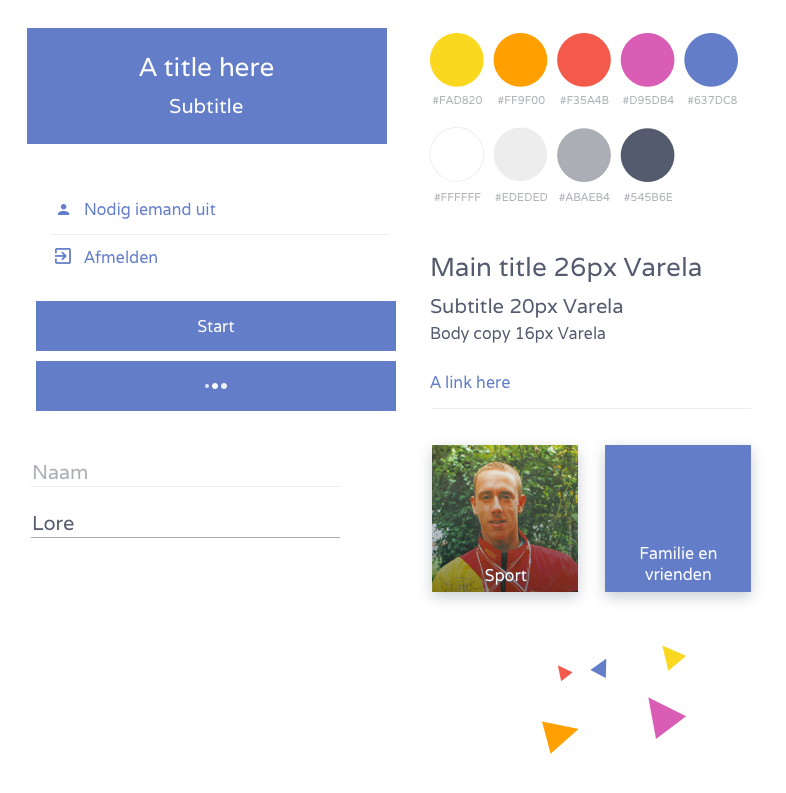 A title here
Subtitle
Nodig iemand uit
Afmelden
Start
Naam
Lore
#FAD820 #FF9F00 #F35A4B #D95DB4 #637DC8
#FFFFFF #EDEDED #ABAEB4 #545B6E
Main title 26px Varela
Subtitle 20px Varela
Body copy 16px Varela
A link here
Sport
Familie en
vrienden